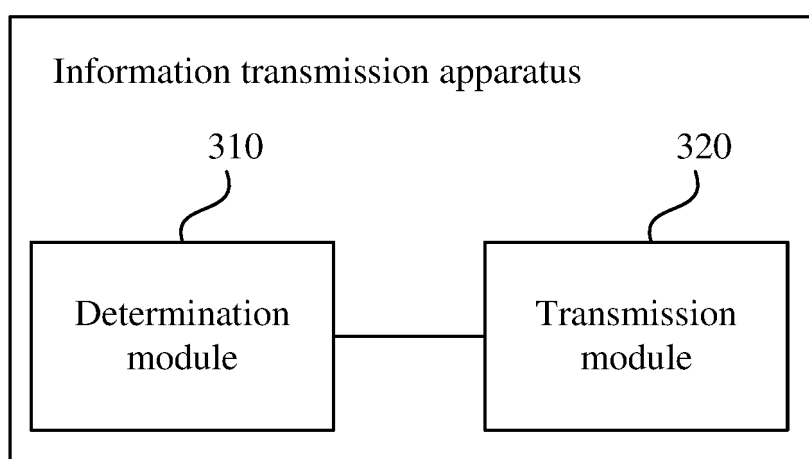 Information transmission apparatus
310
320
Determination
module
Transmission
module